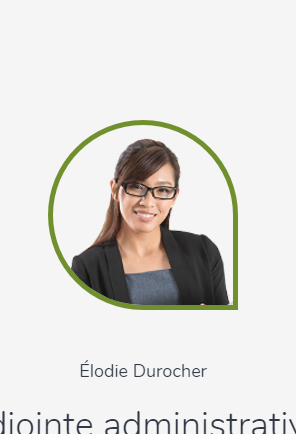 Élodie Durocher
djointe administrativ